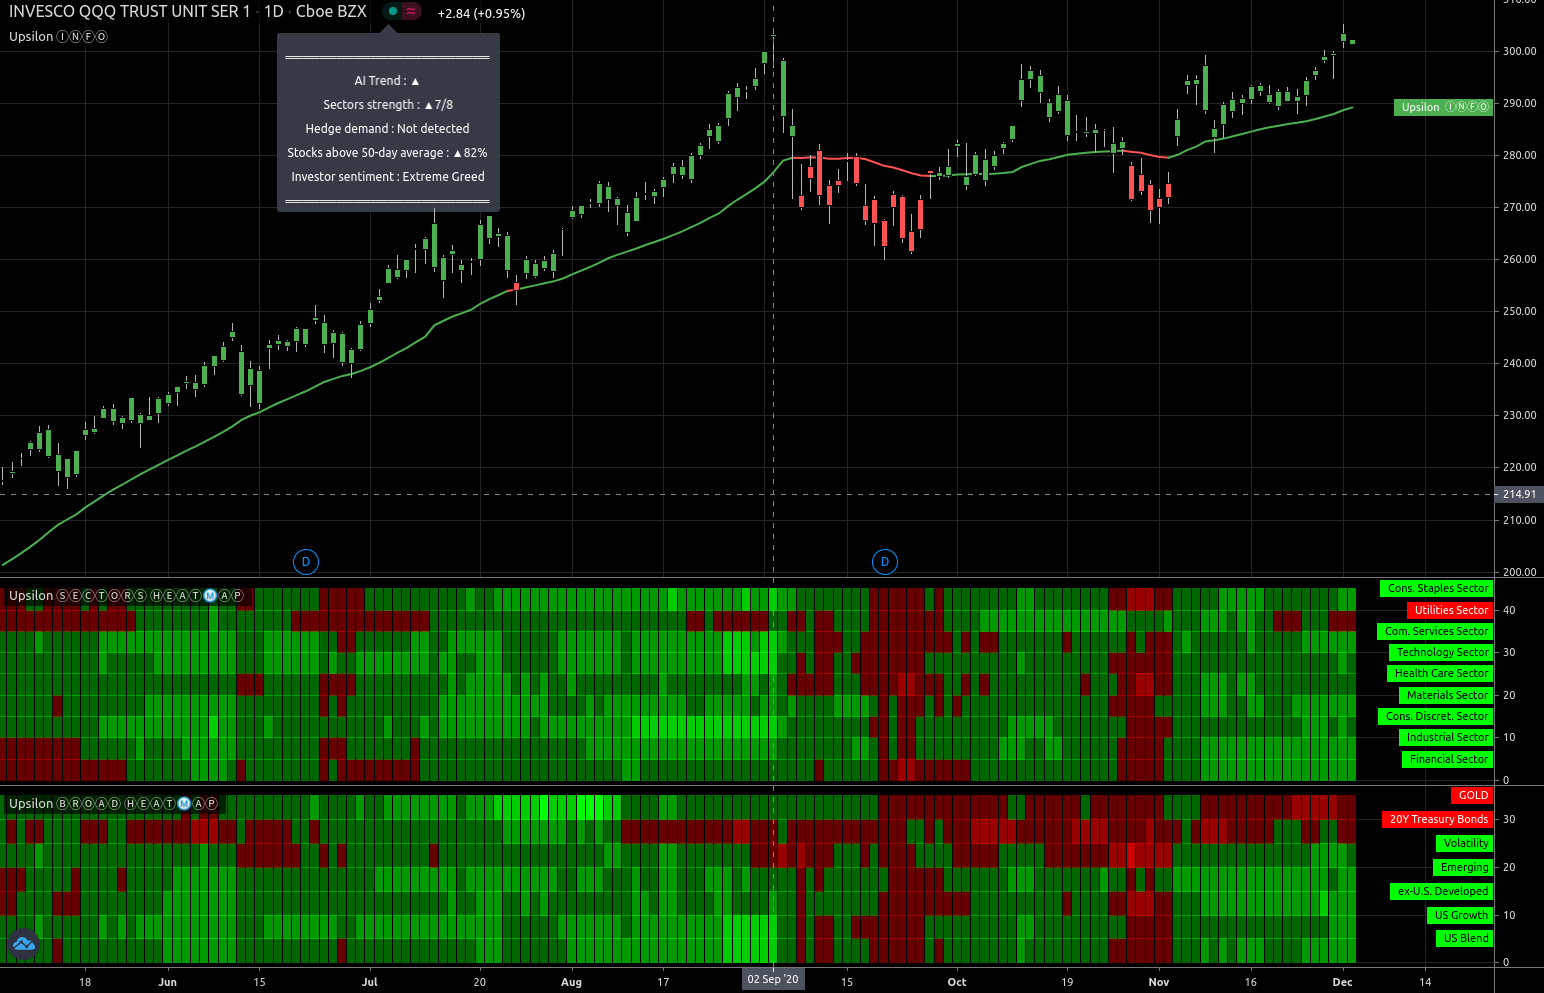 INVESCO QQQ TRUST UNIT SER 1 · 1D · Cboe BZX ≈ +2.84 (+0.95%)
Upsilon ⒾⓃⒻⓄ
AI Trend : ▲
Sectors strength : ▲7/8
Hedge demand : Not detected
Stocks above 50-day average : ▲82%
Investor sentiment : Extreme Greed
310.00
300.00
290.00
Upsilon ⒾⓃⒻⓄ
280.00
270.00
260.00
250.00
240.00
230.00
220.00
214.91
210.00
200.00
D
D
Upsilon ⓈⒺⒸⓉⓄⓇⓈ ⒽⒺⒶⓉⓂⒶⓅ
Cons. Staples Sector
Utilities Sector
40
Com. Services Sector
Technology Sector
30
Health Care Sector
Materials Sector
20
Cons. Discret. Sector
Industrial Sector
10
Financial Sector
0
Upsilon ⒷⓇⓄⒶⒹ ⒽⒺⒶⓉⓂⒶⓅ
GOLD
20Y Treasury Bonds
30
Volatility
Emerging
20
ex-U.S. Developed
US Growth
10
US Blend
0
18 Jun 15 Jul 20 Aug 17 02 Sep '20 15 Oct 19 Nov 16 Dec 14